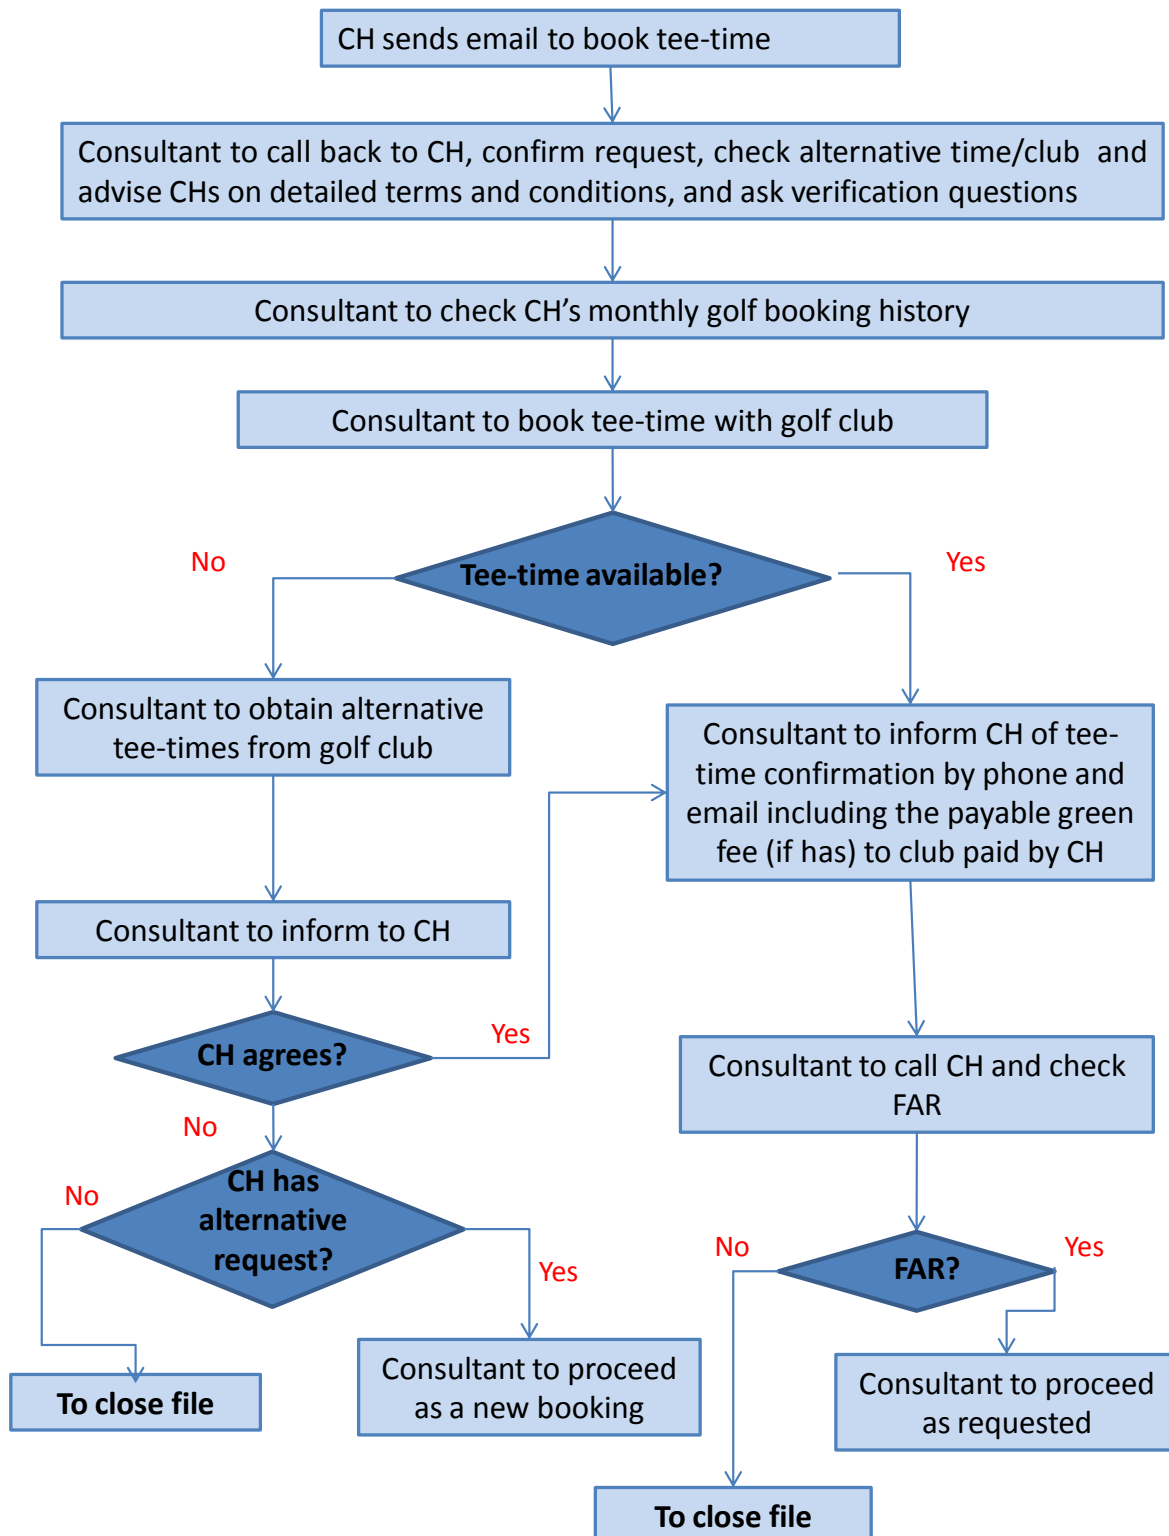 CH sends email to book tee-time
Consultant to call back to CH, confirm request, check alternative time/club and
advise CHs on detailed terms and conditions, and ask verification questions
Consultant to check CH’s monthly golf booking history
Consultant to book tee-time with golf club
No
Tee-time available?
Yes
Consultant to obtain alternative
tee-times from golf club
Consultant to inform CH of tee-
time confirmation by phone and
email including the payable green
fee (if has) to club paid by CH
Consultant to inform to CH
CH agrees?
Yes
No
Consultant to call CH and check
FAR
No
CH has
alternative
request?
Yes
No
FAR?
Yes
To close file
Consultant to proceed
as a new booking
Consultant to proceed
as requested
To close file